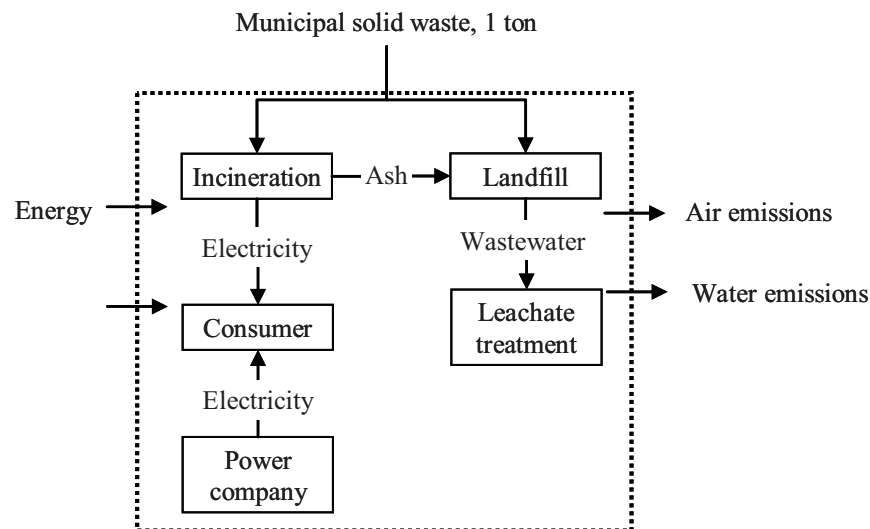 Municipal solid waste, 1 ton
Incineration
Ash
Landfill
Energy
Air emissions
Electricity
Wastewater
Water emissions
Consumer
Leachate
treatment
Electricity
Power
company